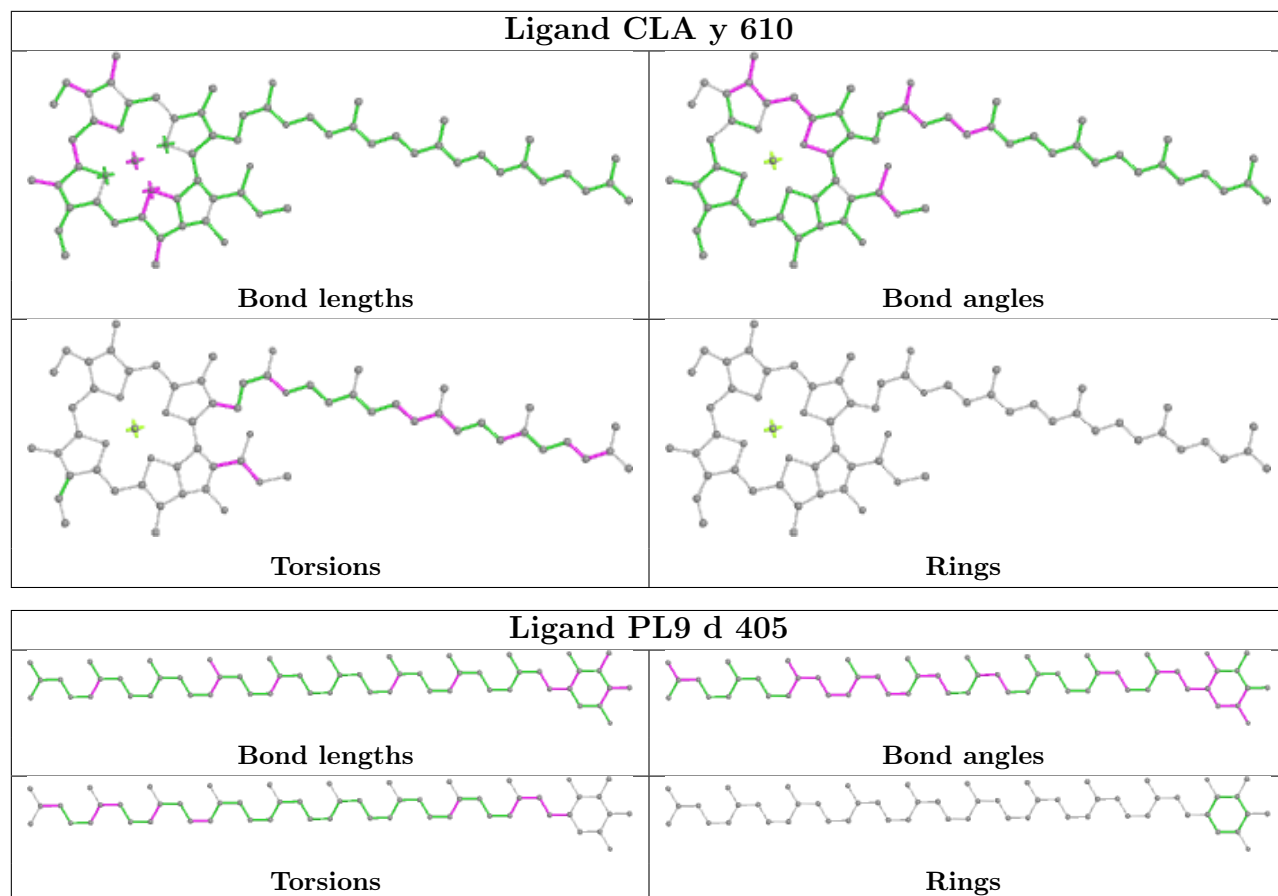 Ligand CLA y 610
Bond lengths
Bond angles
Torsions
Rings
Ligand PL9 d 405
Bond lengths
Bond angles
Torsions
Rings